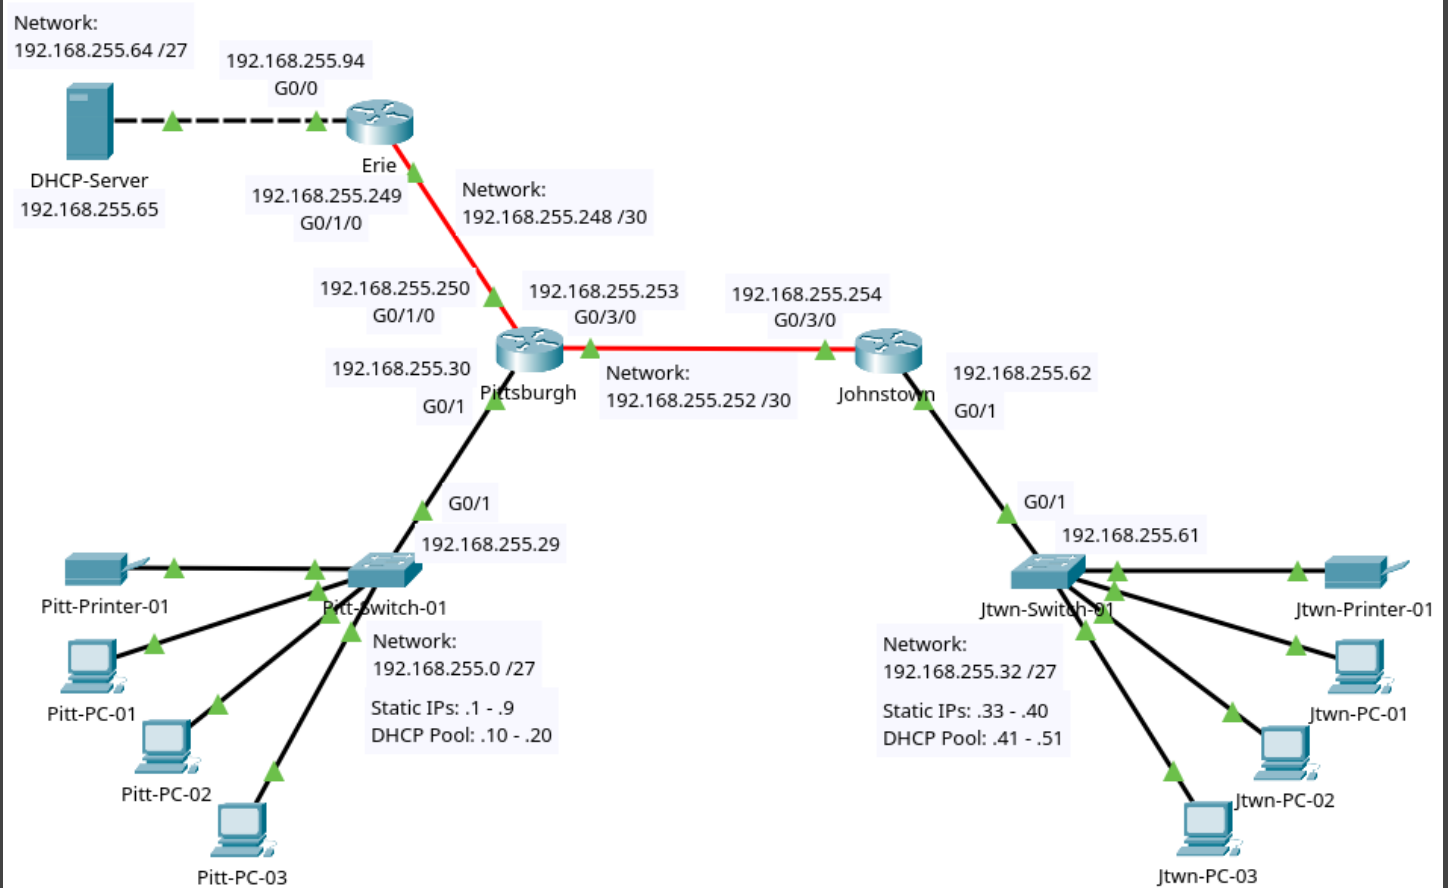 Network:
192.168.255.64 /27
192.168.255.94
G0/0
Erie
DHCP-Server
192.168.255.65
192.168.255.249
G0/1/0
Network:
192.168.255.248 /30
192.168.255.250
G0/1/0
192.168.255.253
G0/3/0
192.168.255.254
G0/3/0
192.168.255.30
G0/1
Pittsburgh
Network:
192.168.255.252 /30
Johnstown
192.168.255.62
G0/1
G0/1
192.168.255.29
G0/1
192.168.255.61
Pitt-Printer-01
Pitt-Switch-01
Jtwn-Switch-01
Jtwn-Printer-01
Network:
192.168.255.0 /27
Static IPs: .1 - .9
DHCP Pool: .10 - .20
Network:
192.168.255.32 /27
Static IPs: .33 - .40
DHCP Pool: .41 - .51
Pitt-PC-01
Jtwn-PC-01
Pitt-PC-02
Jtwn-PC-02
Pitt-PC-03
Jtwn-PC-03